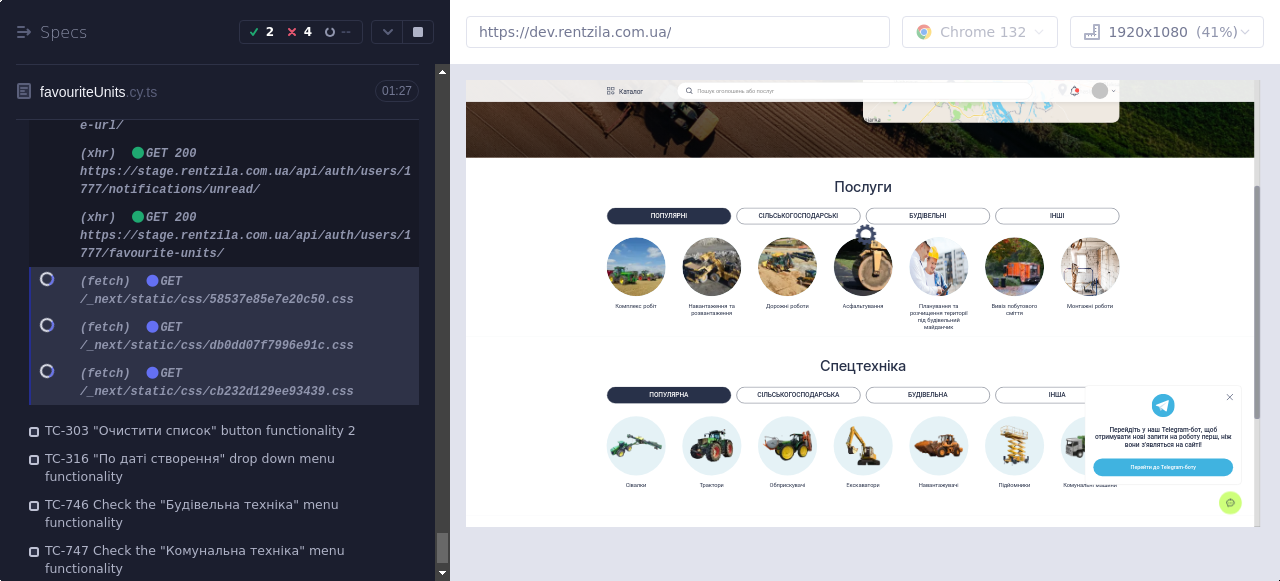 Specs
2
4
--
https://dev.rentzila.com.ua/
Chrome 132
1920x1080 (41%)
favouriteUnits.cy.ts
01:27
e-url/
(xhr) GET 200
https://stage.rentzila.com.ua/api/auth/users/1
777/notifications/unread/
(xhr) GET 200
https://stage.rentzila.com.ua/api/auth/users/1
777/favourite-units/
(fetch) GET
/_next/static/css/58537e85e7e20c50.css
(fetch) GET
/_next/static/css/db0dd07f7996e91c.css
(fetch) GET
/_next/static/css/cb232d129ee93439.css
TC-303 "Очистити список" button functionality 2
TC-316 "По даті створення" drop down menu
functionality
TC-746 Check the "Будівельна техніка" menu
functionality
TC-747 Check the "Комунальна техніка" menu
functionality
Каталог
Пошук оголошень або послуг
Послуги
ПОПУЛЯРНІ
СІЛЬСЬКОГОСПОДАРСЬКІ
БУДІВЕЛЬНІ
ІНШІ
Комплекс робіт
Навантаження та
розвантаження
Дорожні роботи
Асфальтування
Планування та
розчищення території
під будівельний
майданчик
Вивіз побутового
сміття
Монтажні роботи
Спецтехніка
ПОПУЛЯРНА
СІЛЬСЬКОГОСПОДАРСЬКА
БУДІВЕЛЬНА
ІНША
Сівалки
Трактори
Обприскувачі
Екскаватори
Навантажувачі
Підйомники
Комунальні машини
Перейдіть у наш Telegram-бот, щоб
отримувати нові запити на роботу перш, ніж
вони з'являться на сайті!
Перейти до Telegram-боту